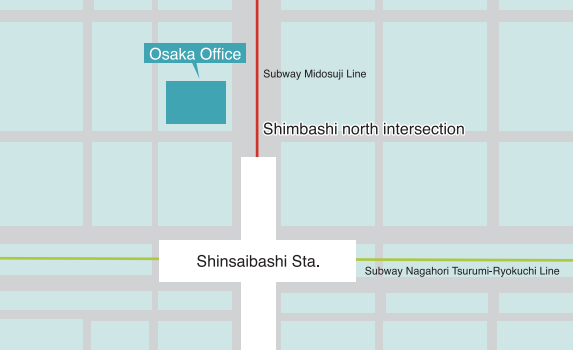 Osaka Office
Subway Midosuji Line
Shimbashi north intersection
Shinsaibashi Sta.
Subway Nagahori Tsurumi-Ryokuchi Line